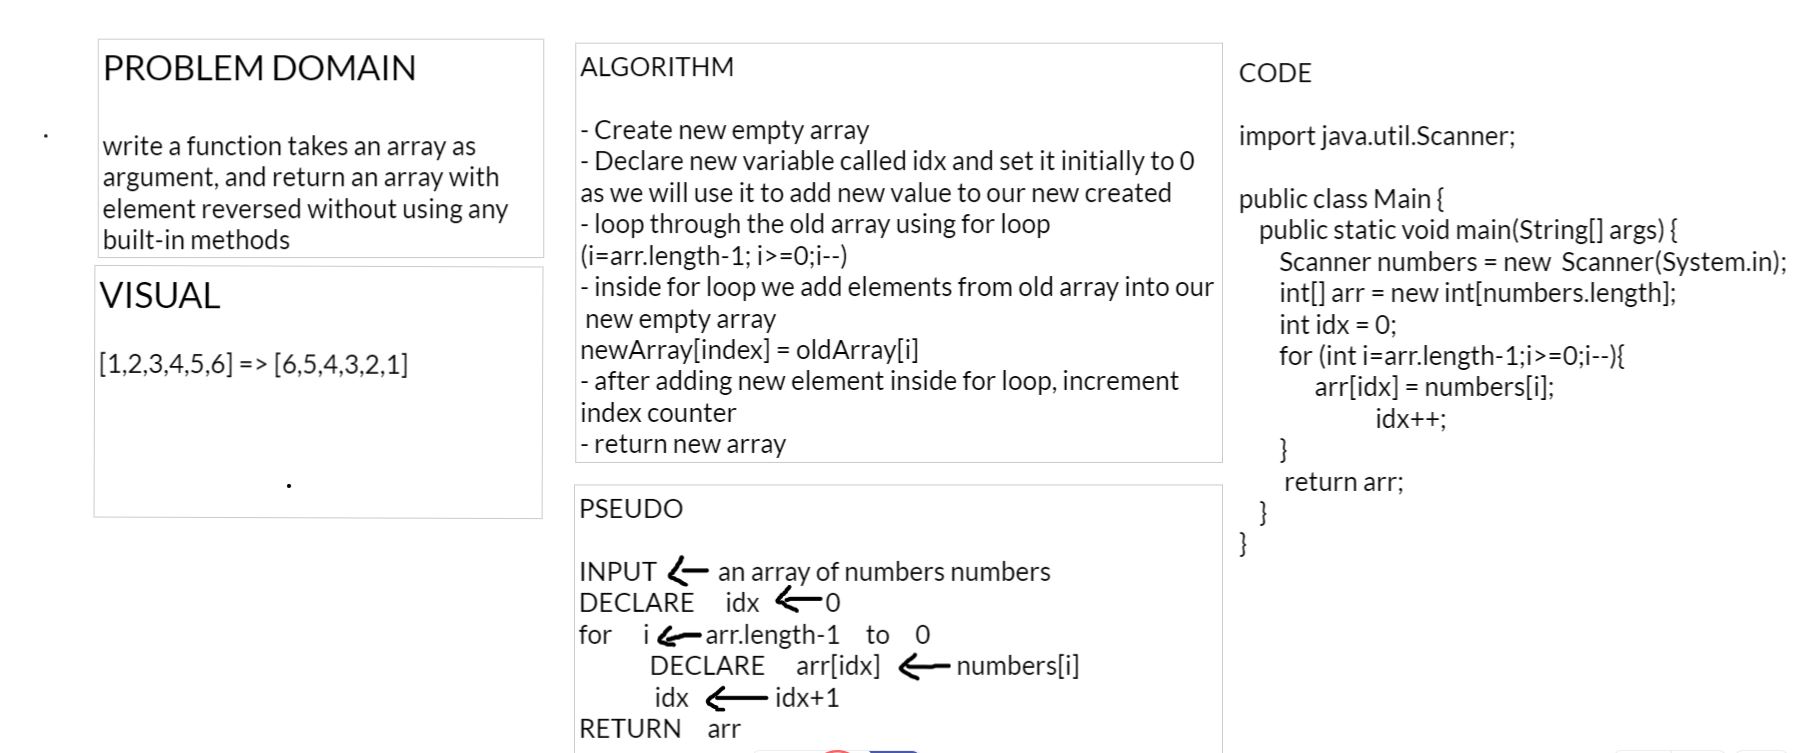 PROBLEM DOMAIN
write a function takes an array as
argument, and return an array with
element reversed without using any
built-in methods
VISUAL
[1,2,3,4,5,6] => [6,5,4,3,2,1]
ALGORITHM
- Create new empty array
- Declare new variable called idx and set it initially to 0
as we will use it to add new value to our new created
- loop through the old array using for loop
(i=arr.length-1; i>=0;i--)
- inside for loop we add elements from old array into our
new empty array
newArray[index] = oldArray[i]
- after adding new element inside for loop, increment
index counter
- return new array
PSEUDO
INPUT ← an array of numbers numbers
DECLARE idx ← 0
for i ← arr.length-1 to 0
DECLARE arr[idx] ← numbers[i]
idx ← idx+1
RETURN arr
CODE
import java.util.Scanner;
public class Main {
public static void main(String[] args) {
Scanner numbers = new Scanner(System.in);
int[] arr = new int[numbers.length];
int idx = 0;
for (int i=arr.length-1;i>=0;i--){
arr[idx] = numbers[i];
idx++;
}
return arr;
}
}